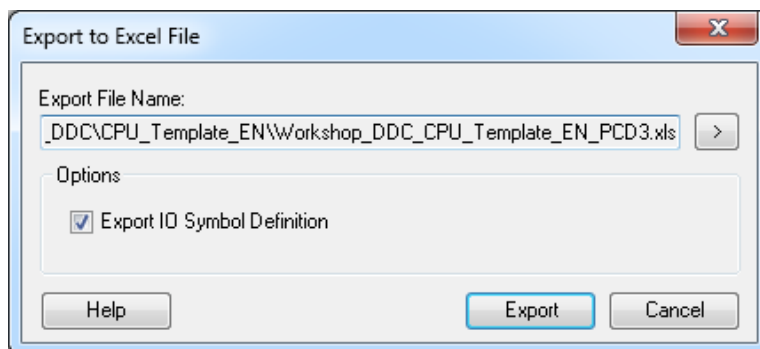 Export to Excel File
Export File Name:
_DDC\CPU_Template_EN\Workshop_DDC_CPU_Template_EN_PCD3.xls
>
Options
Export IO Symbol Definition
Help
Export
Cancel